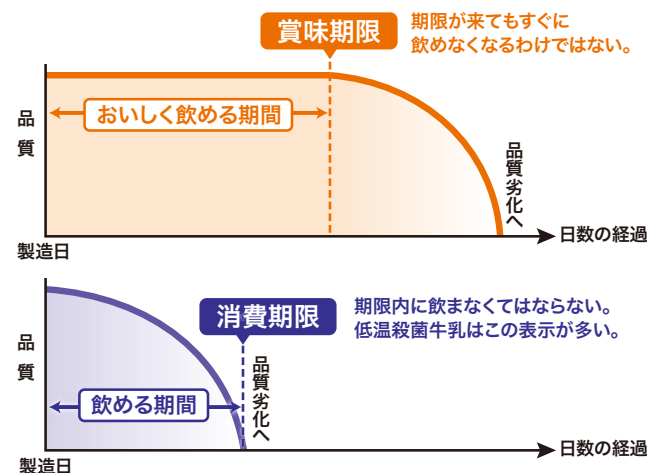 賞味期限
期限が来てもすぐに
飲めなくなるわけではない。
品質
おいしく飲める期間
品質劣化へ
日数の経過
製造日
消費期限
期限内に飲まなくてはならない。
低温殺菌牛乳はこの表示が多い。
品質
飲める期間
品質劣化へ
日数の経過
製造日